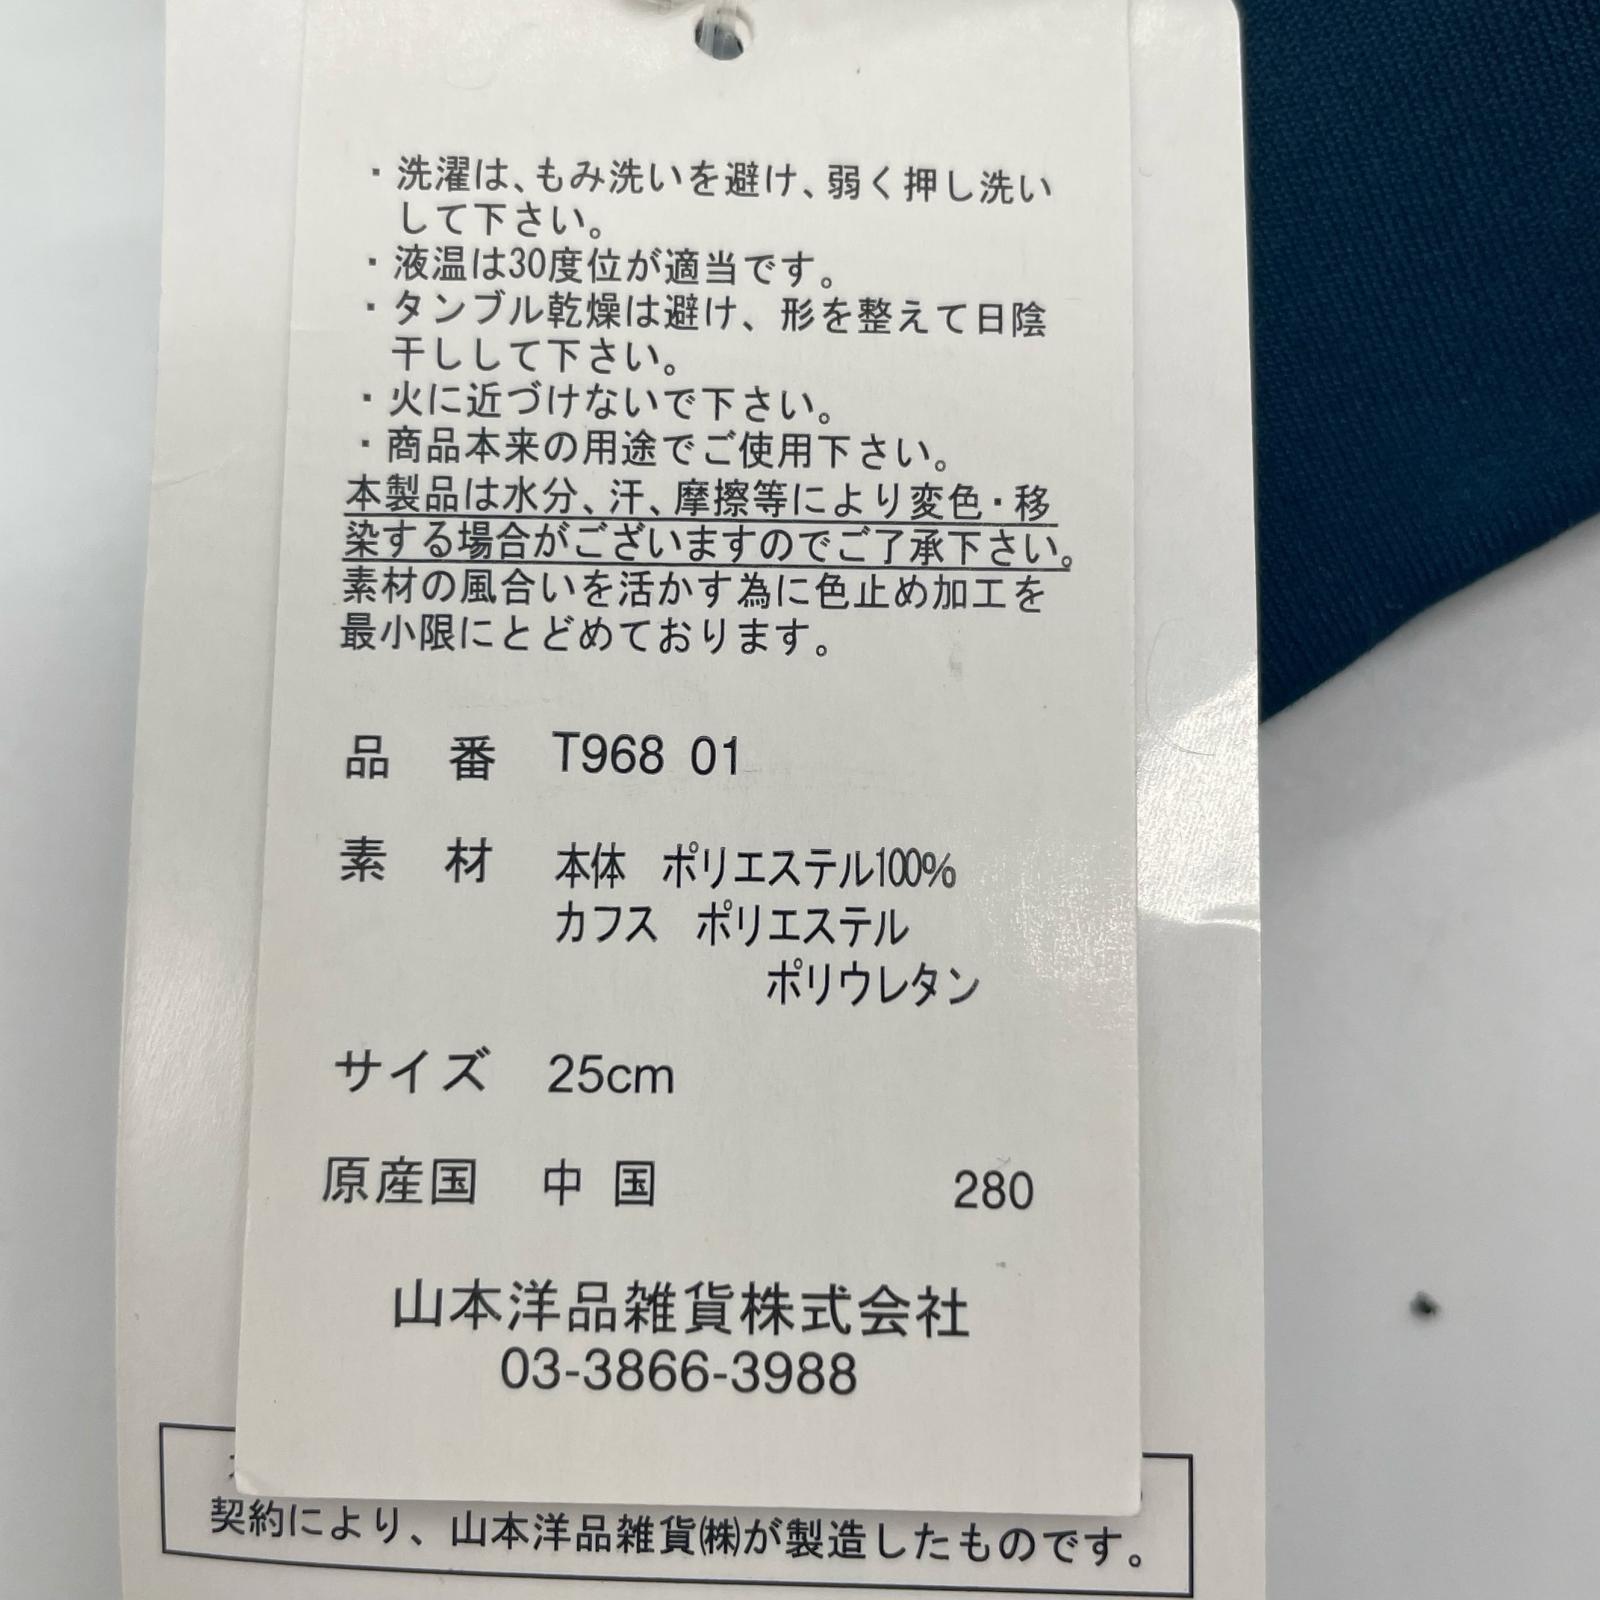 ・洗濯は、もみ洗いを避け、弱く押し洗い
して下さい。
・液温は30度位が適当です。
・タンブル乾燥は避け、形を整えて日陰
干しして下さい。
・火に近づけないで下さい。
・商品本来の用途でご使用下さい。
本製品は水分、汗、摩擦等により変色・移
染する場合がございますのでご了承下さい。
素材の風合いを活かす為に色止め加工を
最小限にとどめております。
品 番 T968 01
素 材 本体 ポリエステル100%
カフス ポリエステル
ポリウレタン
サイズ 25cm
原産国 中国 280
山本洋品雑貨株式会社
03-3866-3988
契約により、山本洋品雑貨㈱が製造したものです。